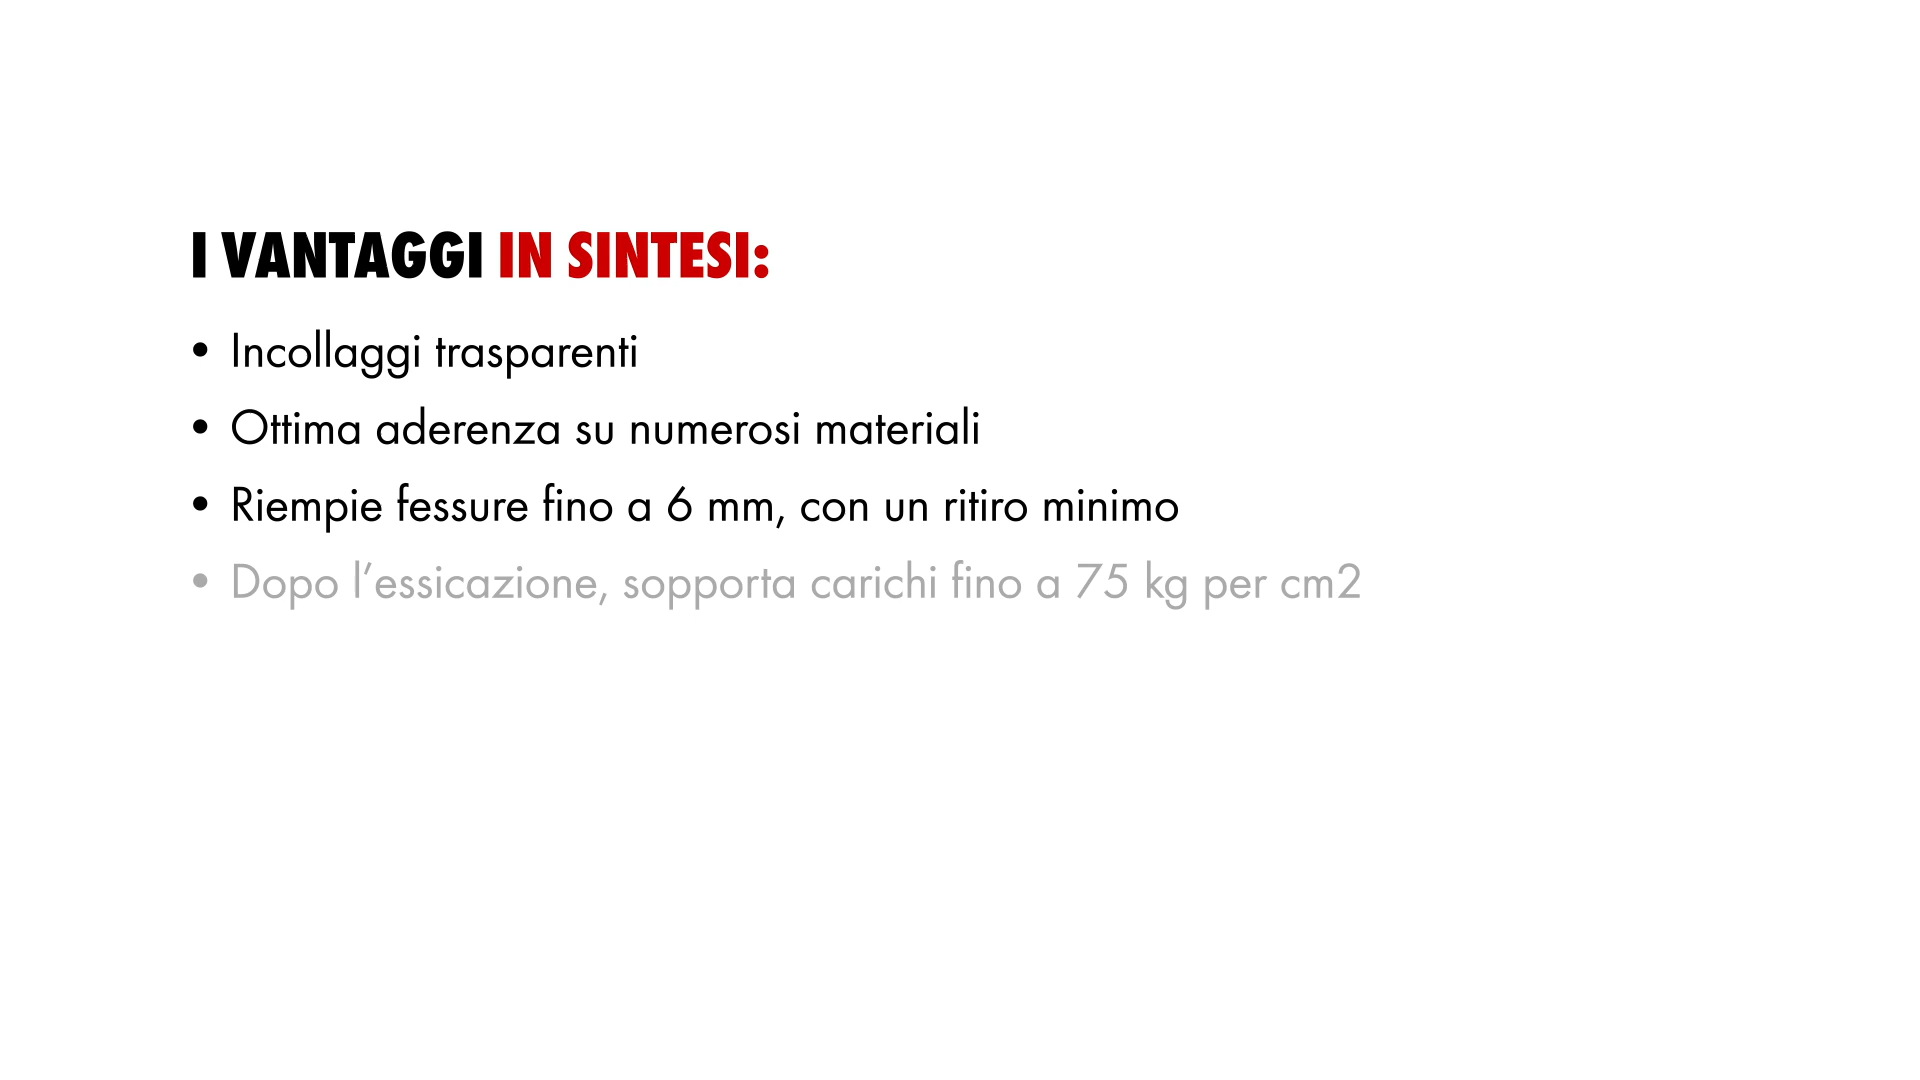 I VANTAGGI IN SINTESI:
• Incollaggi trasparenti
• Ottima aderenza su numerosi materiali
• Riempie fessure fino a 6 mm, con un ritiro minimo
• Dopo l’essicazione, sopporta carichi fino a 75 kg per cm2